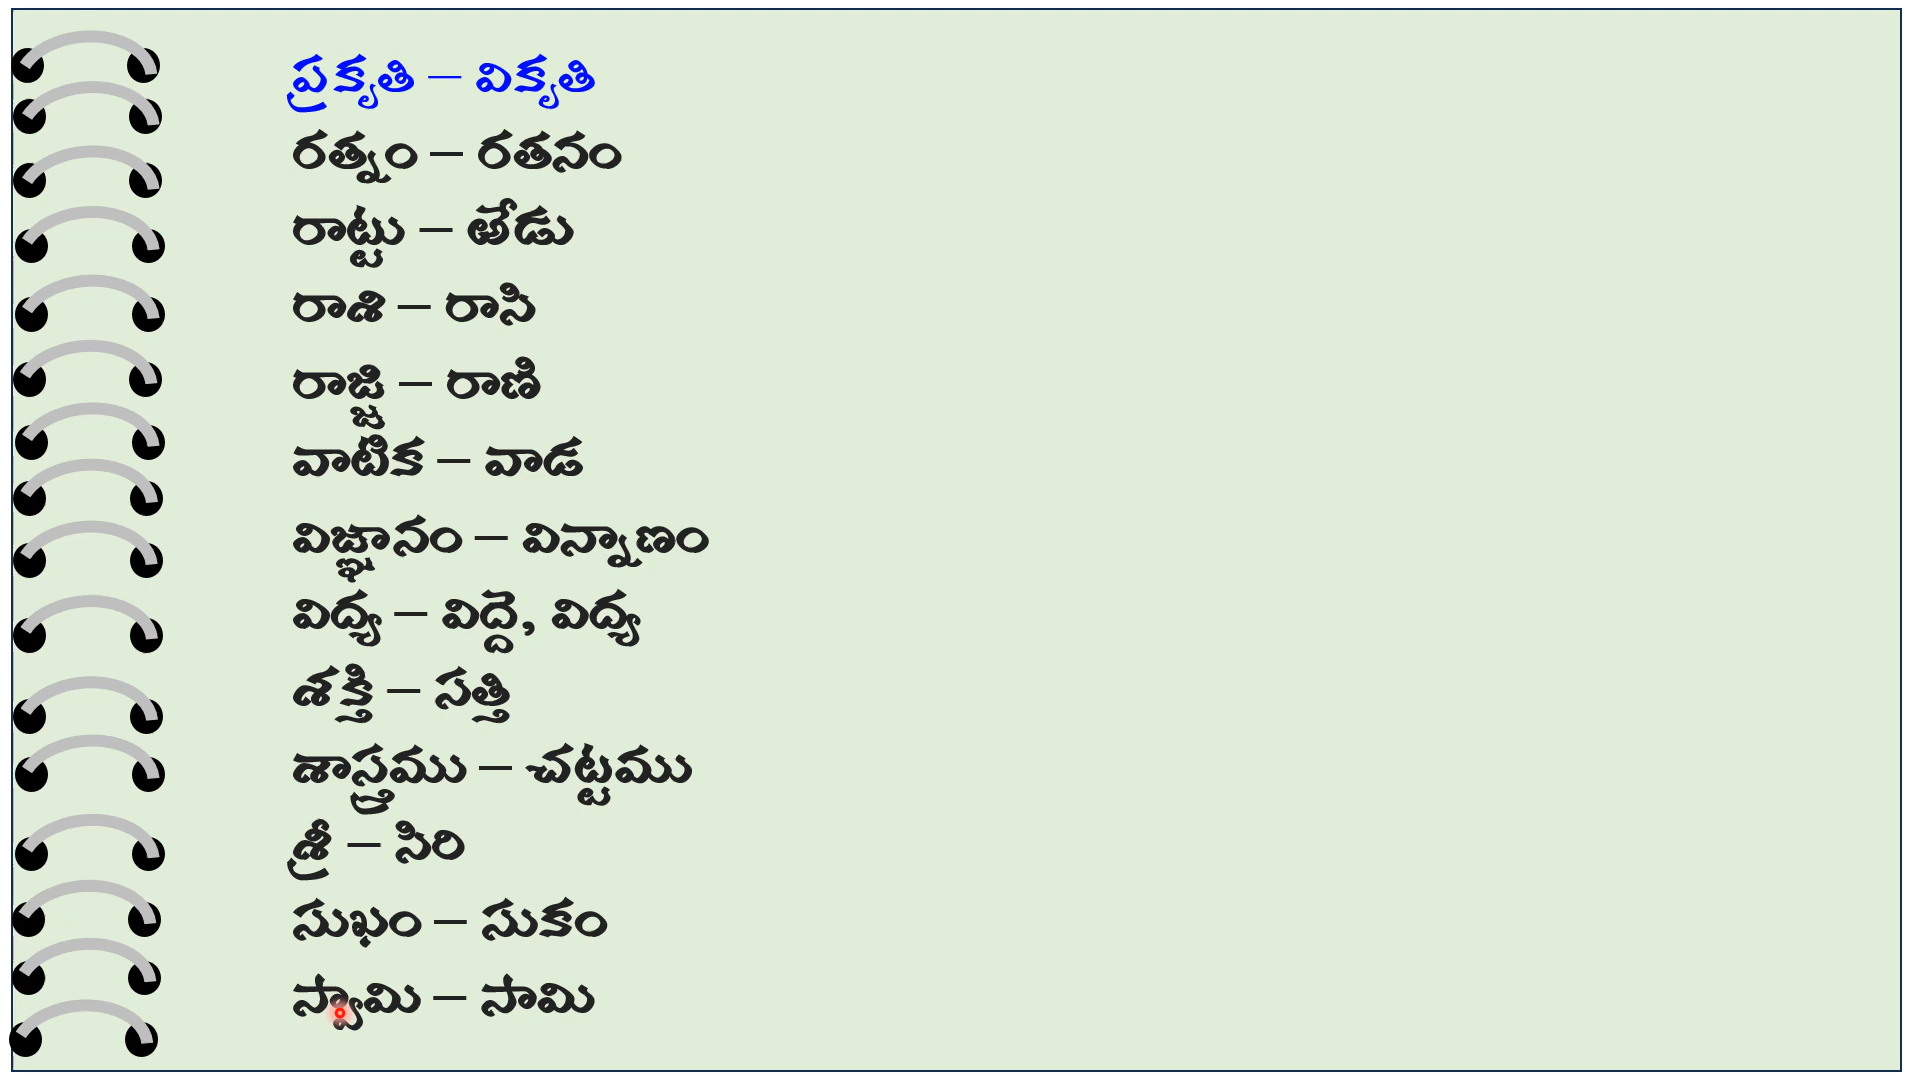 ప్రకృతి – వికృతి
రత్నం – రతనం
రాట్టు – ఱేడు
రాశి – రాసి
రాజ్జి – రాణి
వాటిక – వాడ
విజ్ఞానం – విన్నాణం
విద్య – విద్దె, విద్య
శక్తి – సత్తి
శాస్త్రము – చట్టము
శ్రీ – సిరి
సుఖం – సుకం
స్వామి – సామి